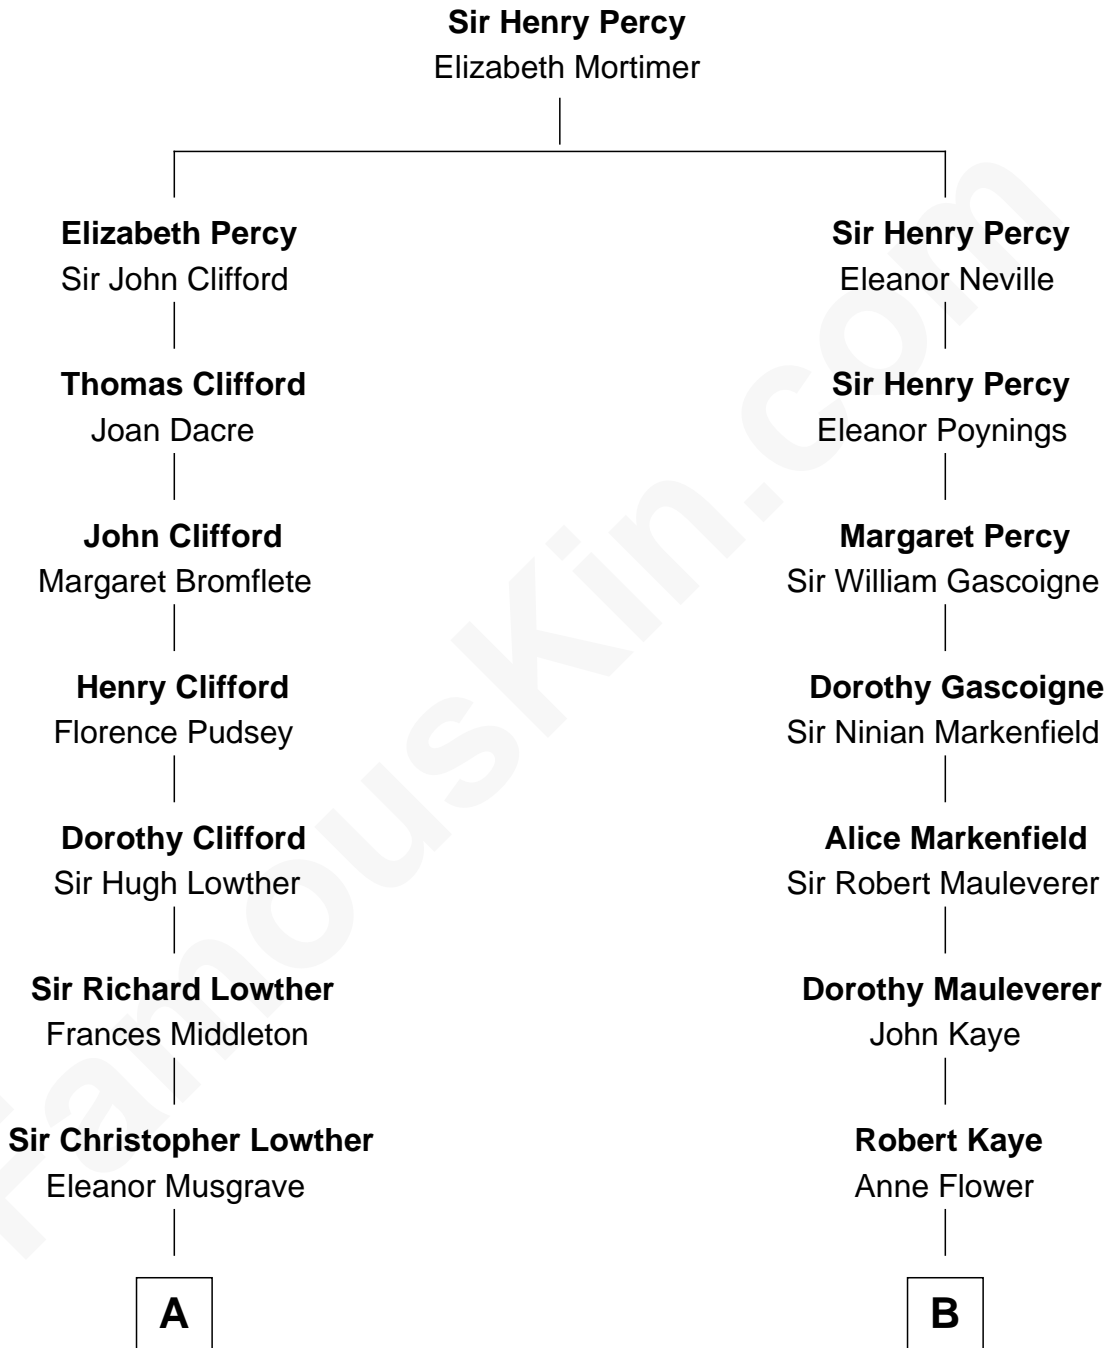 Sir Henry Percy
Elizabeth Mortimer
Elizabeth Percy
Sir John Clifford
Sir Henry Percy
Eleanor Neville
Thomas Clifford
Joan Dacre
Sir Henry Percy
Eleanor Poynings
John Clifford
Margaret Bromflete
Margaret Percy
Sir William Gascoigne
Henry Clifford
Florence Pudsey
Dorothy Gascoigne
Sir Ninian Markenfield
Dorothy Clifford
Sir Hugh Lowther
Alice Markenfield
Sir Robert Mauleverer
Sir Richard Lowther
Frances Middleton
Dorothy Mauleverer
John Kaye
Sir Christopher Lowther
Eleanor Musgrave
Robert Kaye
Anne Flower
A
B
FamousKin.com